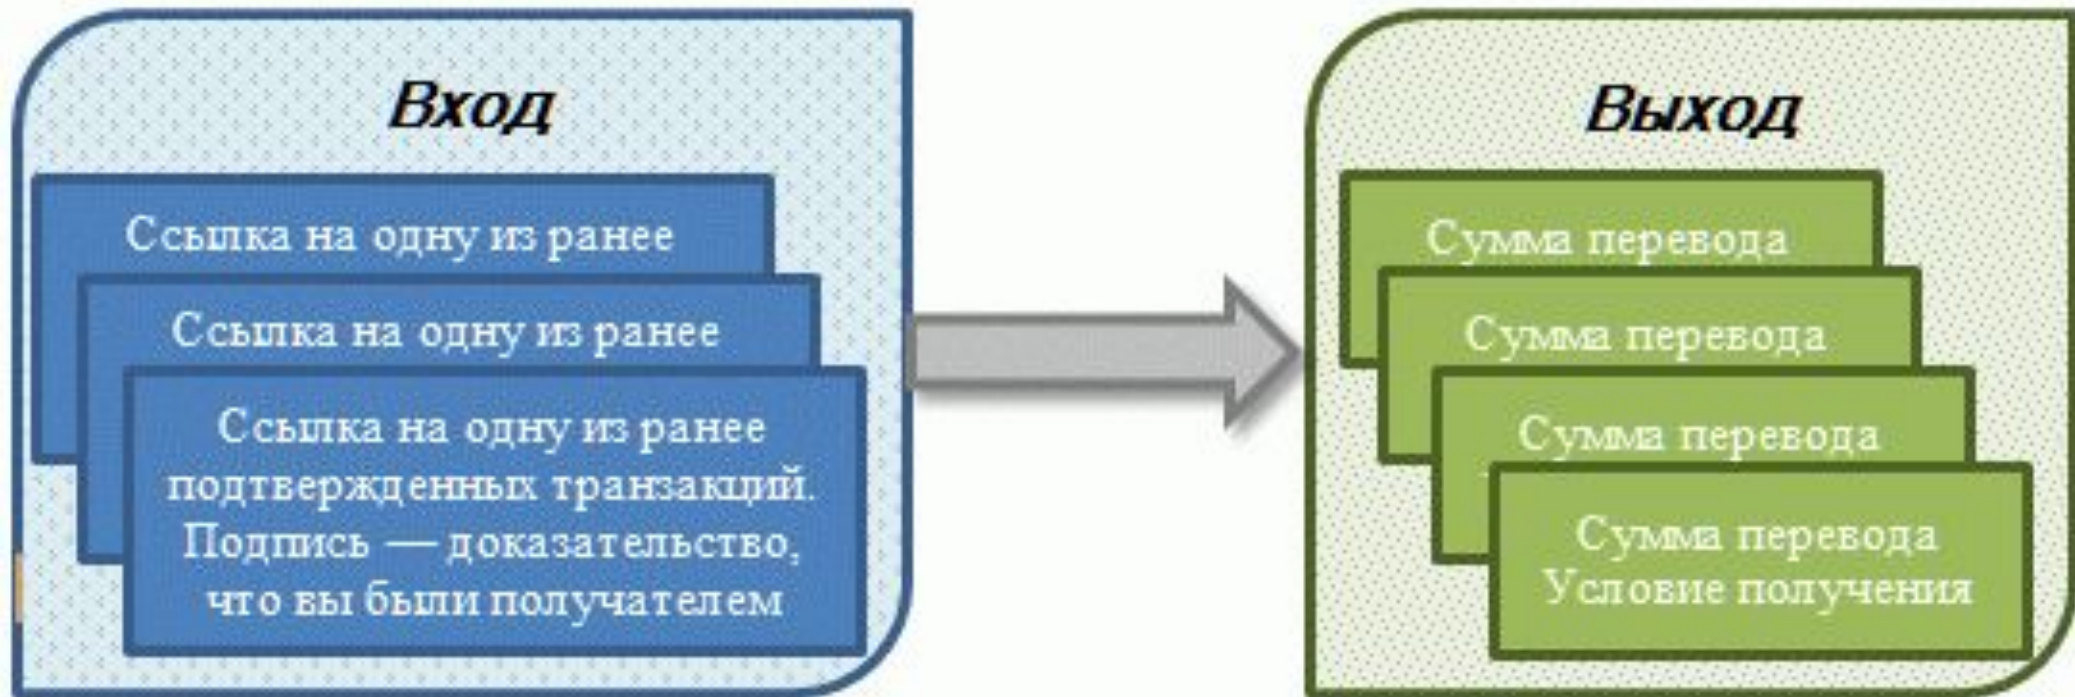 Вход
Ссылка на одну из ранее
Ссылка на одну из ранее
Ссылка на одну из ранее
подтвержденных транзакций.
Подпись — доказательство,
что вы были получателем
Выход
Сумма перевода
Сумма перевода
Сумма перевода
Сумма перевода
Условие получения